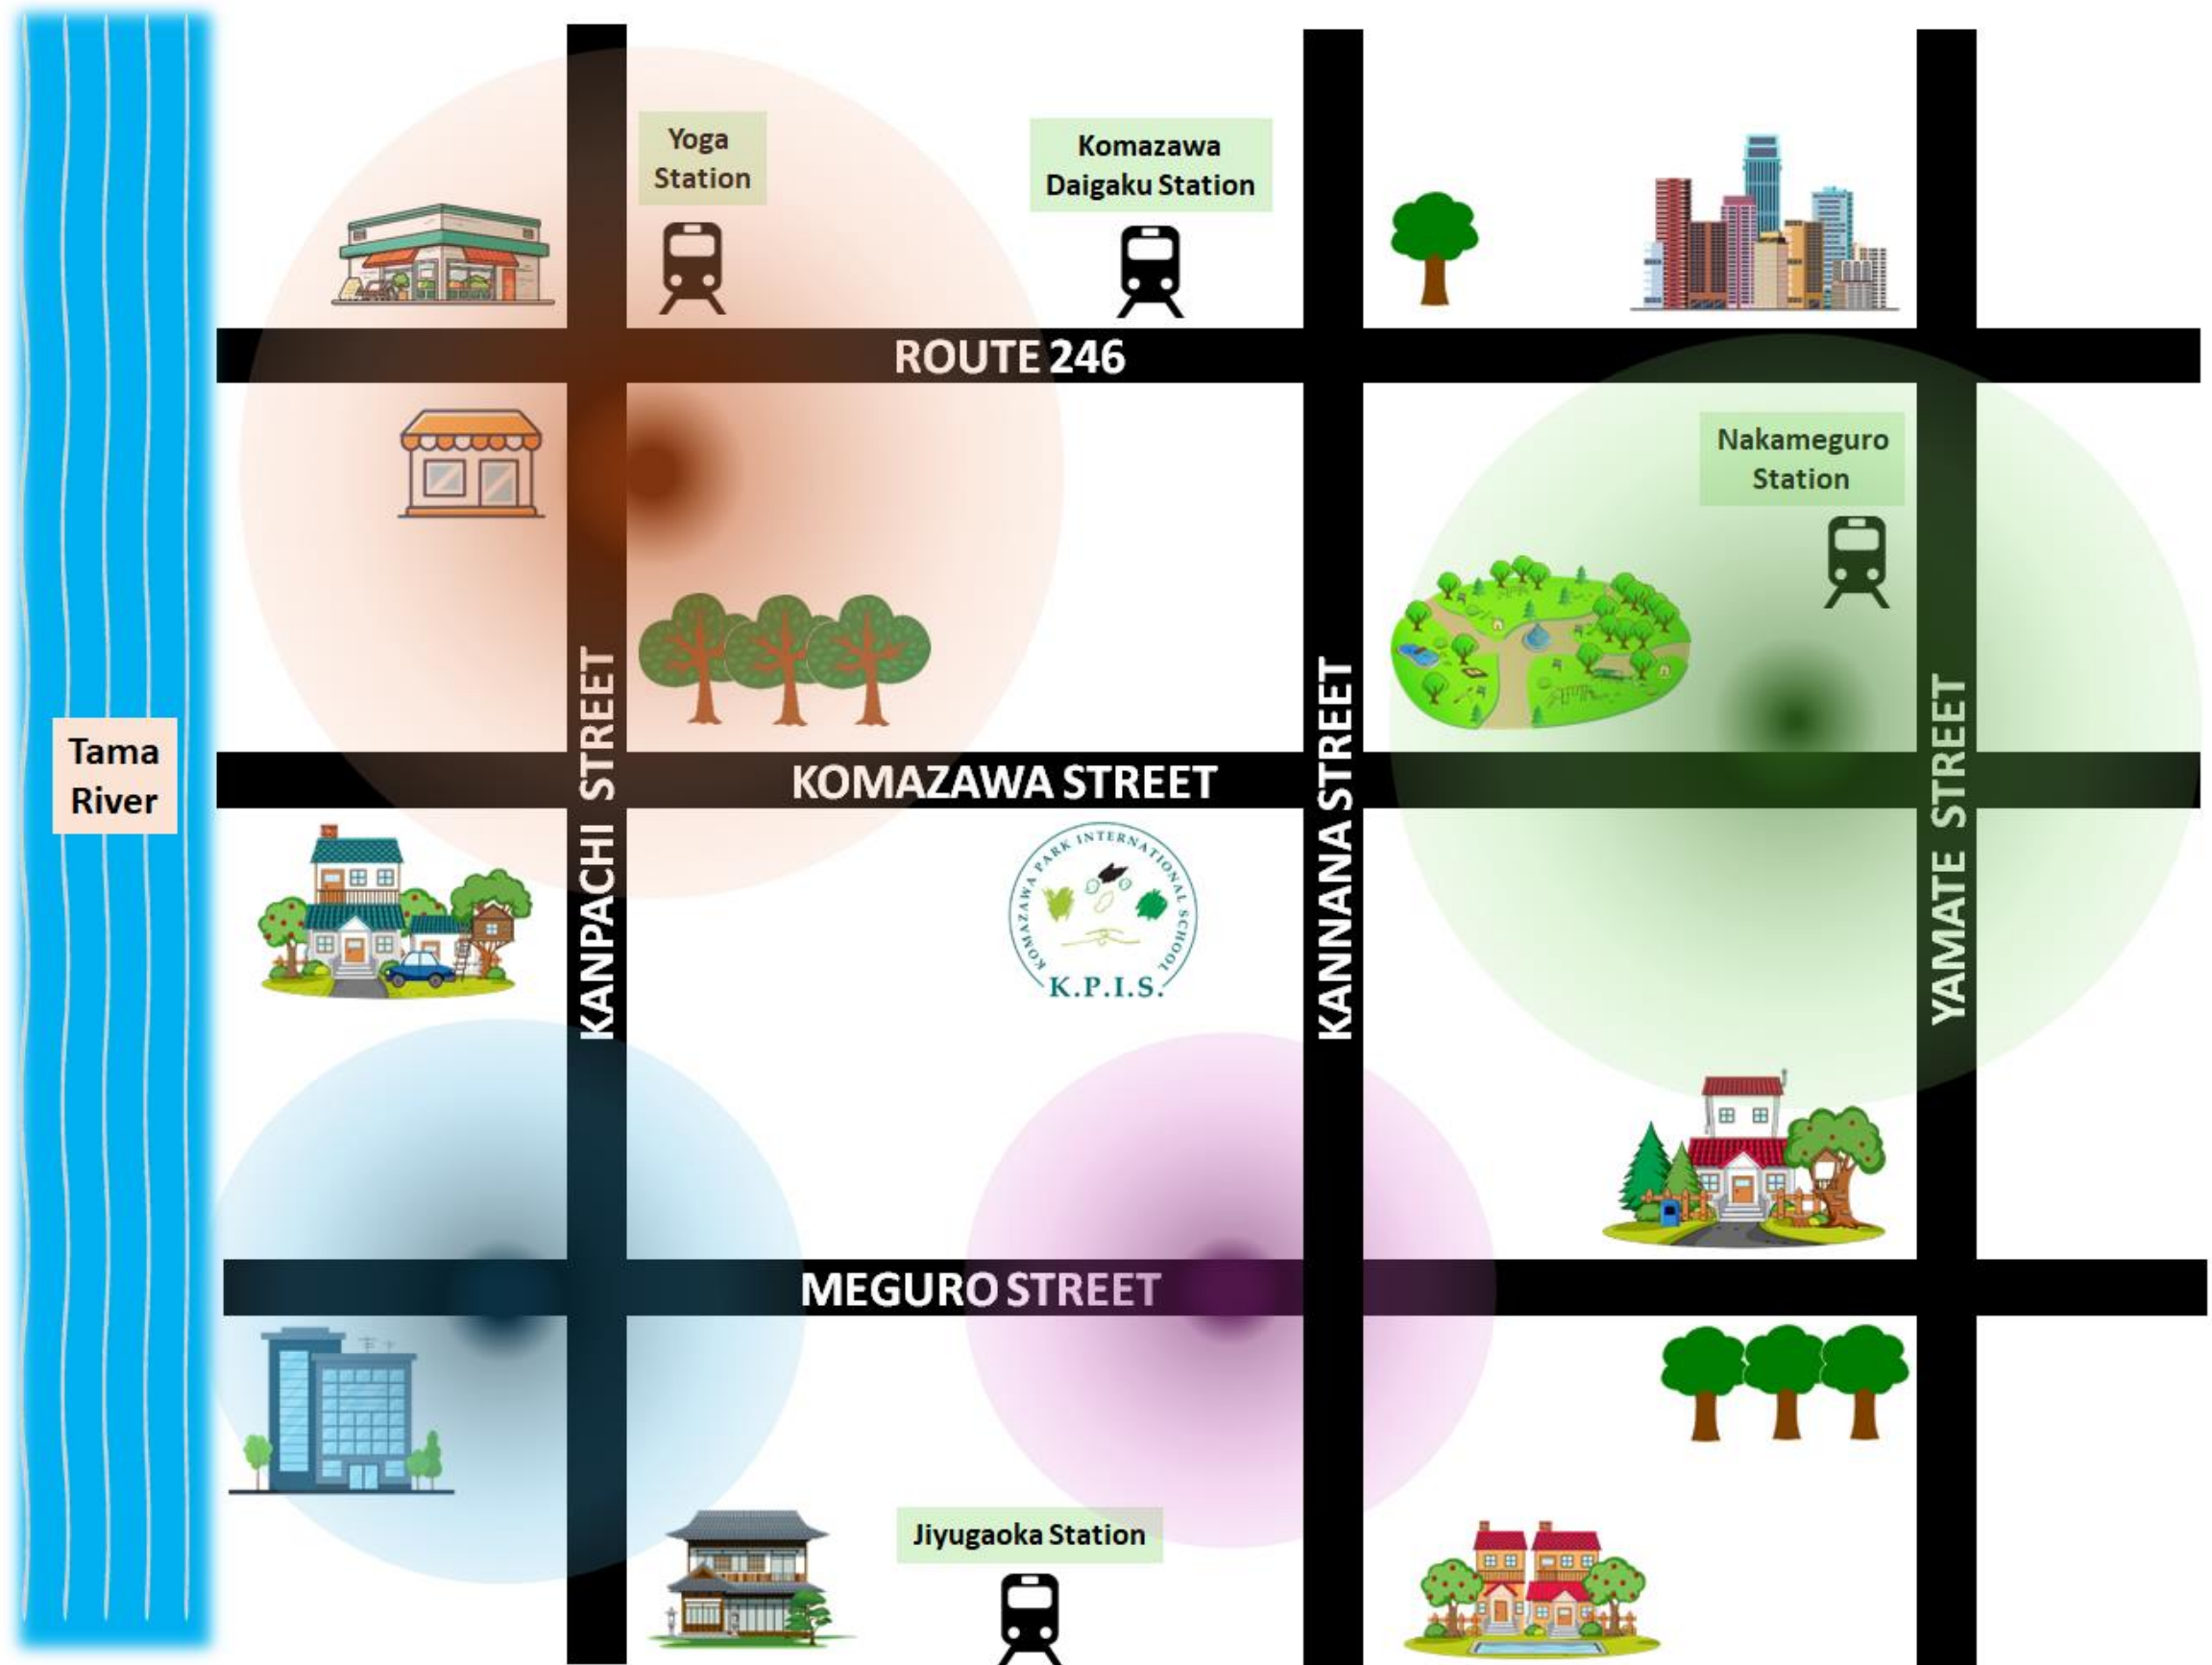 Yoga
Station
Komazawa
Daigaku Station
ROUTE 246
Nakameguro
Station
Tama
River
KANPACHI STREET
KOMAZAWA STREET
KANNANA STREET
YAMATE STREET
KOMAZAWA PARK INTERNATIONAL SCHOOL
K.P.I.S.
MEGURO STREET
Jiyugaoka Station